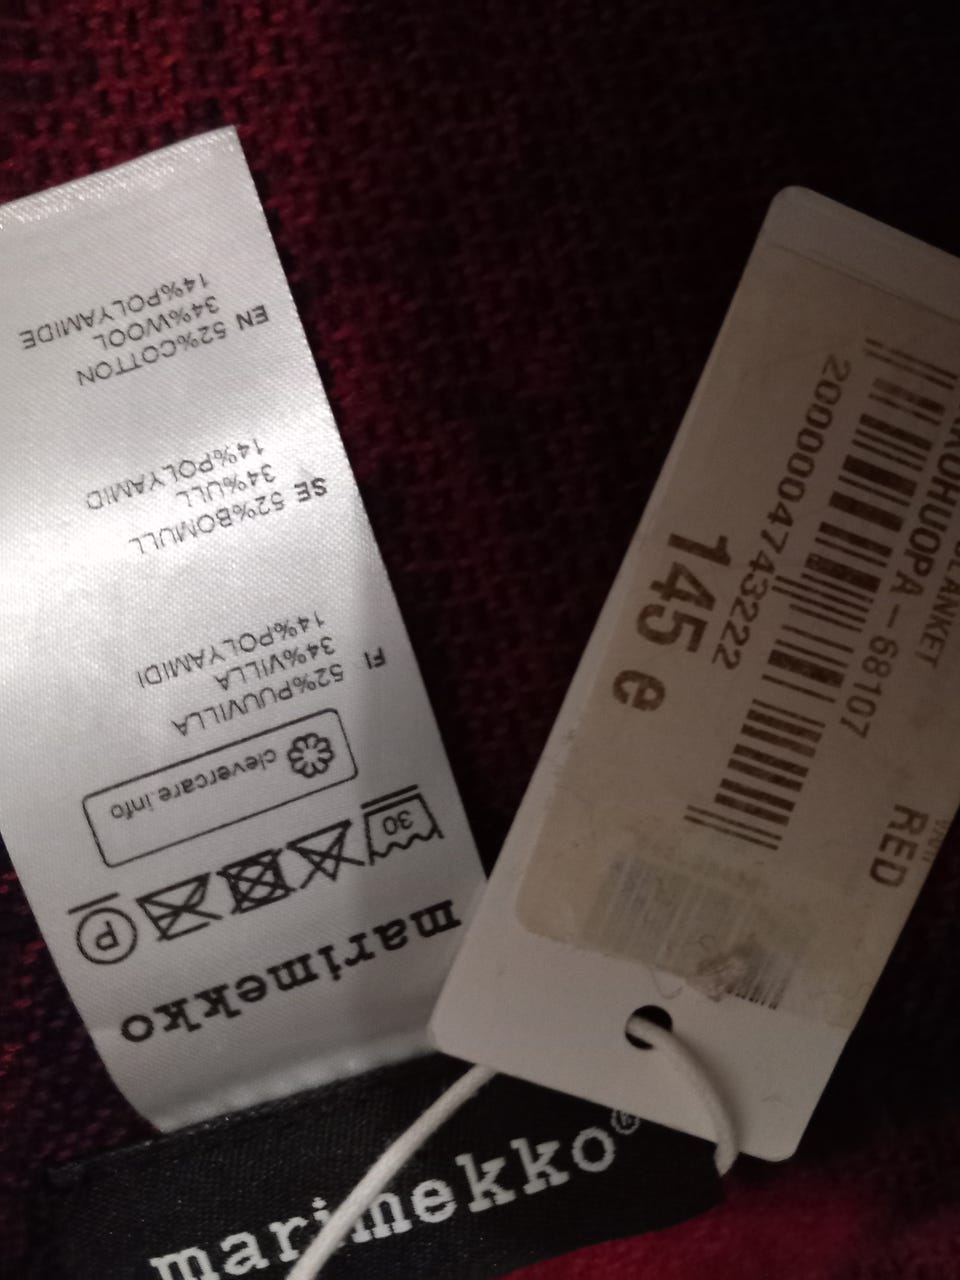 marimekko
30
P
clevercare.info
FI 52%PUUVILLA
34%VILLA
14%POLYAMIDI
SE 52%BOMULL
34%ULL
14%POLYAMID
EN 52%COTTON
34%WOOL
14%POLYAMIDE
BLANKET
68107
RED
2000004743222
145 e
marimekko®